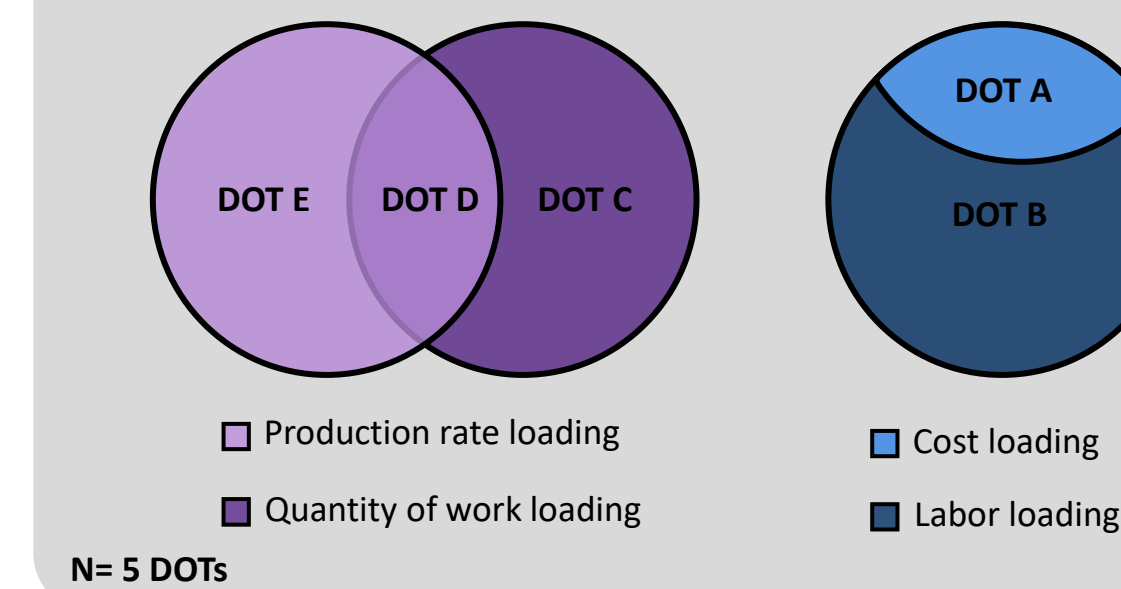 DOT A
DOT E DOT D DOT C
DOT B
Production rate loading
Cost loading
Quantity of work loading
Labor loading
N= 5 DOTs